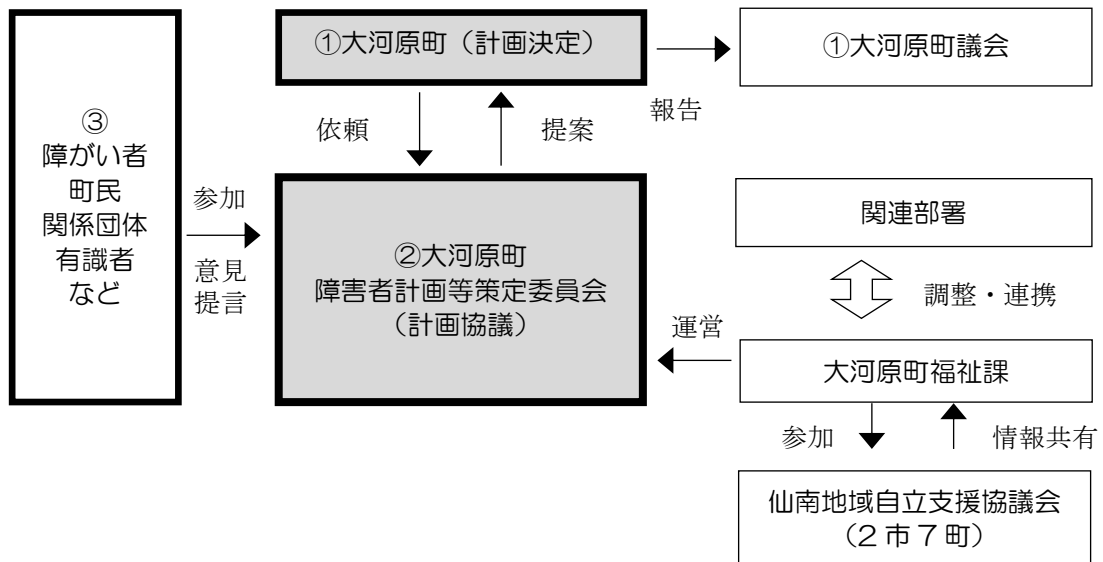 ①大河原町（計画決定）
報告
①大河原町議会
依頼
提案
③
障がい者
町民
関係団体
有識者
など
参加
意見
提言
②大河原町
障害者計画等策定委員会
（計画協議）
関連部署
調整・連携
運営
大河原町福祉課
参加
情報共有
仙南地域自立支援協議会
（２市７町）